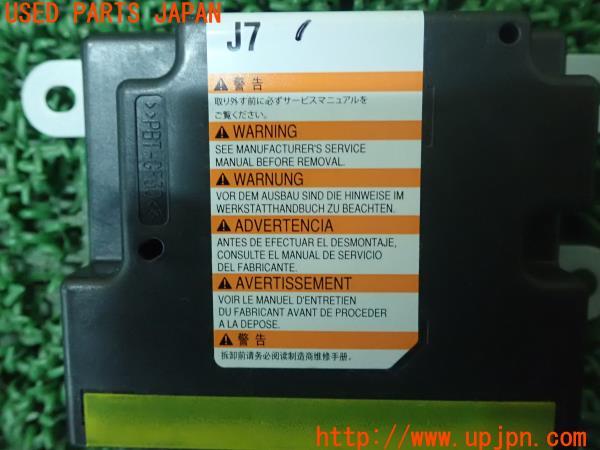 USED PARTS JAPAN
J7
警告
取り外す前に必ずサービスマニュアルを
ご覧ください。
WARNING
SEE MANUFACTURER'S SERVICE
MANUAL BEFORE REMOVAL.
WARNUNG
VOR DEM AUSBAU SIND DIE HINWEISE IM
WERKSTATTHANDBUCH ZU BEACHTEN.
ADVERTENCIA
ANTES DE EFECTUAR EL DESMONTAJE,
CONSULTE EL MANUAL DE SERVICIO
DEL FABRICANTE.
AVERTISSEMENT
VOIR LE MANUEL D'ENTRETIEN
DU FABRICANT AVANT DE PROCEDER
A LA DEPOSE.
警告
拆卸前请务必阅读制造商维修手册。
http://www.upjpn.com/